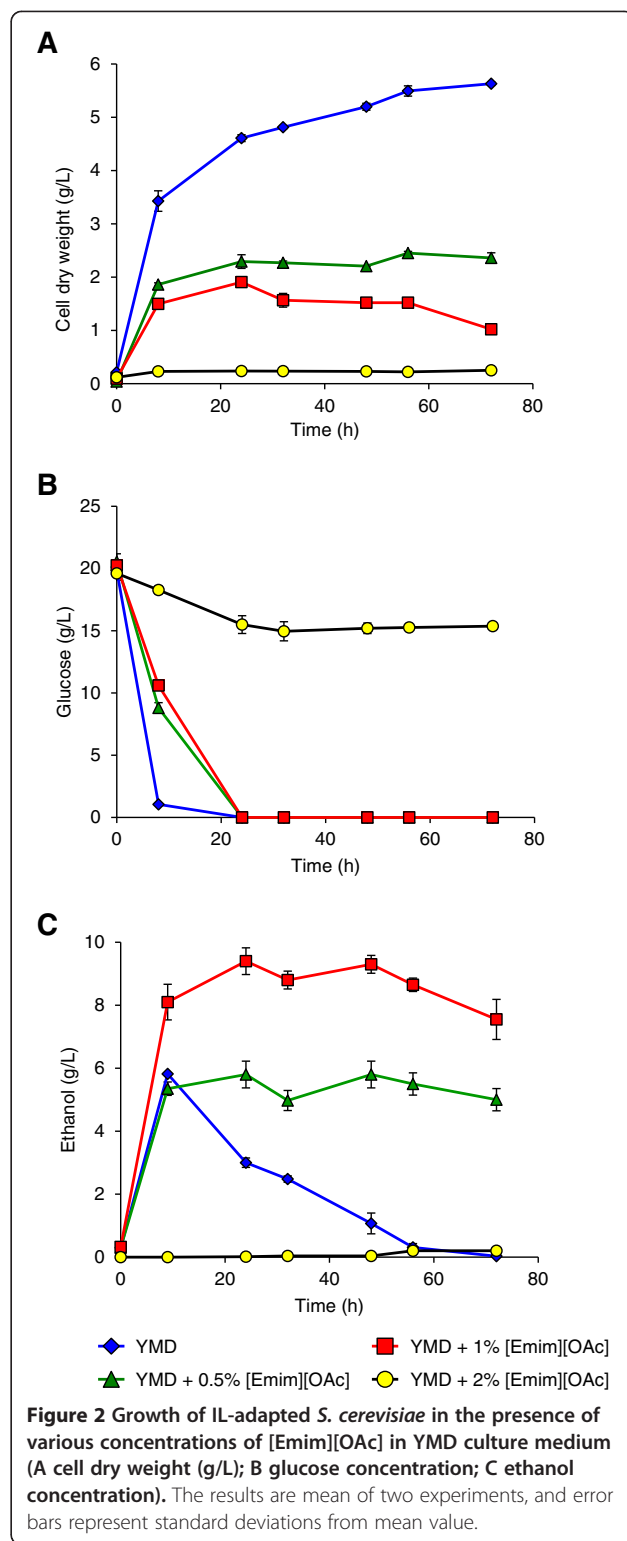 A
6
5
4
3
2
1
0
Cell dry weight (g/L)
0 20 40 60 80
Time (h)
B
25
20
15
10
5
0
Glucose (g/L)
0 20 40 60 80
Time (h)
C
10
8
6
4
2
0
Ethanol (g/L)
0 20 40 60 80
Time (h)
YMD YMD + 1% [Emim][OAc]
YMD + 0.5% [Emim][OAc] YMD + 2% [Emim][OAc]
Figure 2 Growth of IL-adapted S. cerevisiae in the presence of
various concentrations of [Emim][OAc] in YMD culture medium
(A cell dry weight (g/L); B glucose concentration; C ethanol
concentration). The results are mean of two experiments, and error
bars represent standard deviations from mean value.